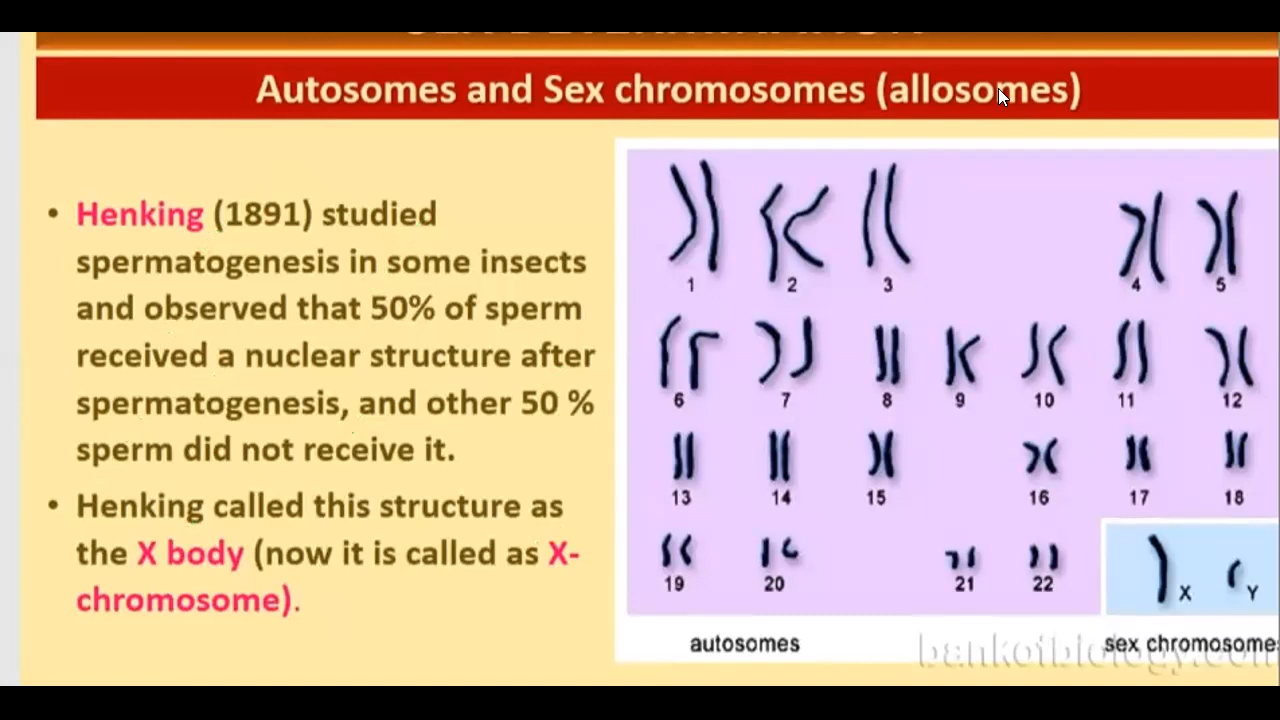 Autosomes and Sex chromosomes (allosomes)
• Henking (1891) studied
spermatogenesis in some insects
and observed that 50% of sperm
received a nuclear structure after
spermatogenesis, and other 50 %
sperm did not receive it.
• Henking called this structure as
the X body (now it is called as X-
chromosome).
1 2 3 4 5
6 7 8 9 10 11 12
13 14 15 16 17 18
19 20 21 22 X Y
autosomes sex chromosomes
bankofbiology.com